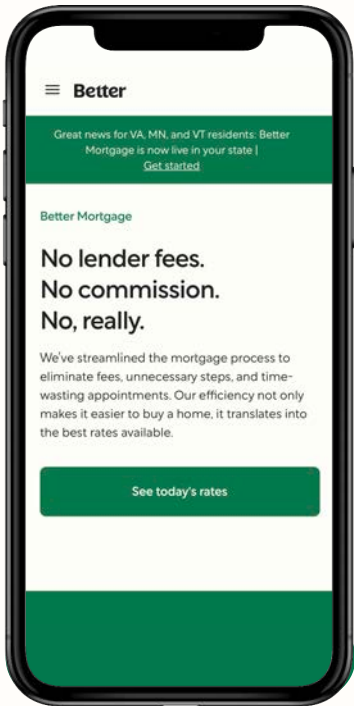 Better
Great news for VA, MN, and VT residents: Better
Mortgage is now live in your state |
Get started
Better Mortgage
No lender fees.
No commission.
No, really.
We've streamlined the mortgage process to
eliminate fees, unnecessary steps, and time-
wasting appointments. Our efficiency not only
makes it easier to buy a home, it translates into
the best rates available.
See today's rates